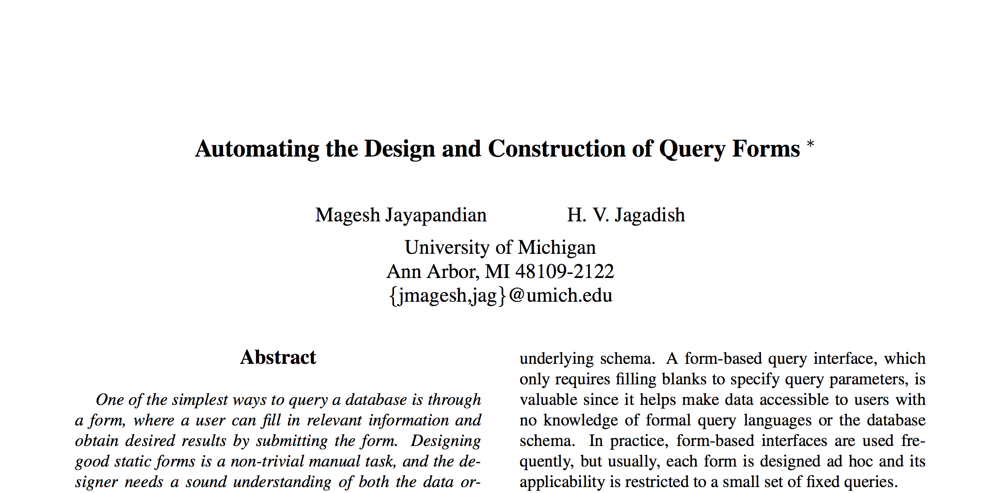 Automating the Design and Construction of Query Forms *
Magesh Jayapandian H. V. Jagadish
University of Michigan
Ann Arbor, MI 48109-2122
{jmagesh,jag}@umich.edu
Abstract
One of the simplest ways to query a database is through
a form, where a user can fill in relevant information and
obtain desired results by submitting the form. Designing
good static forms is a non-trivial manual task, and the de-
signer needs a sound understanding of both the data or-
underlying schema. A form-based query interface, which
only requires filling blanks to specify query parameters, is
valuable since it helps make data accessible to users with
no knowledge of formal query languages or the database
schema. In practice, form-based interfaces are used fre-
quently, but usually, each form is designed ad hoc and its
applicability is restricted to a small set of fixed queries.